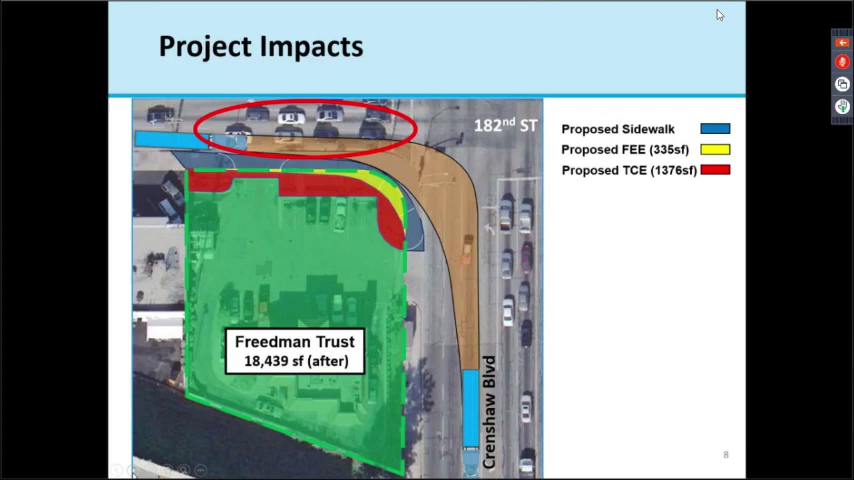 Project Impacts
182nd ST
Proposed Sidewalk
Proposed FEE (335sf)
Proposed TCE (1376sf)
Freedman Trust
18,439 sf (after)
Crenshaw Blvd
8